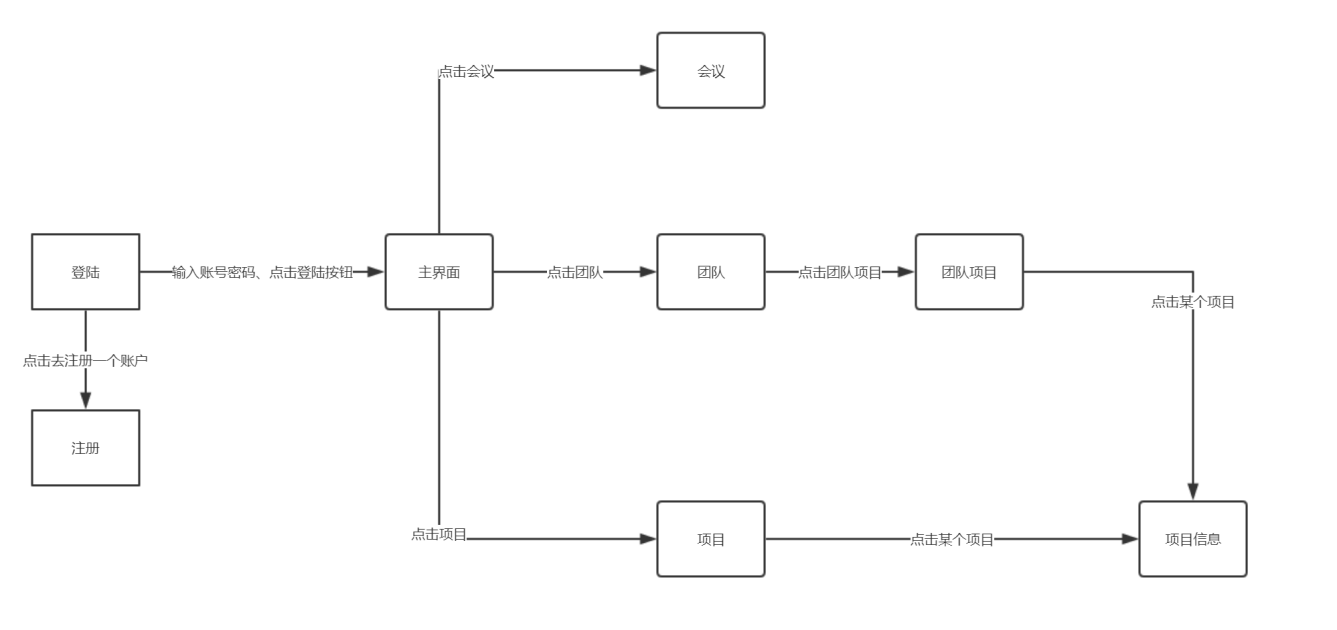 点击会议
会议
登陆
输入账号密码、点击登陆按钮
主界面
点击团队
团队
点击团队项目
团队项目
点击某个项目
点击去注册一个账户
注册
点击项目
项目
点击某个项目
项目信息